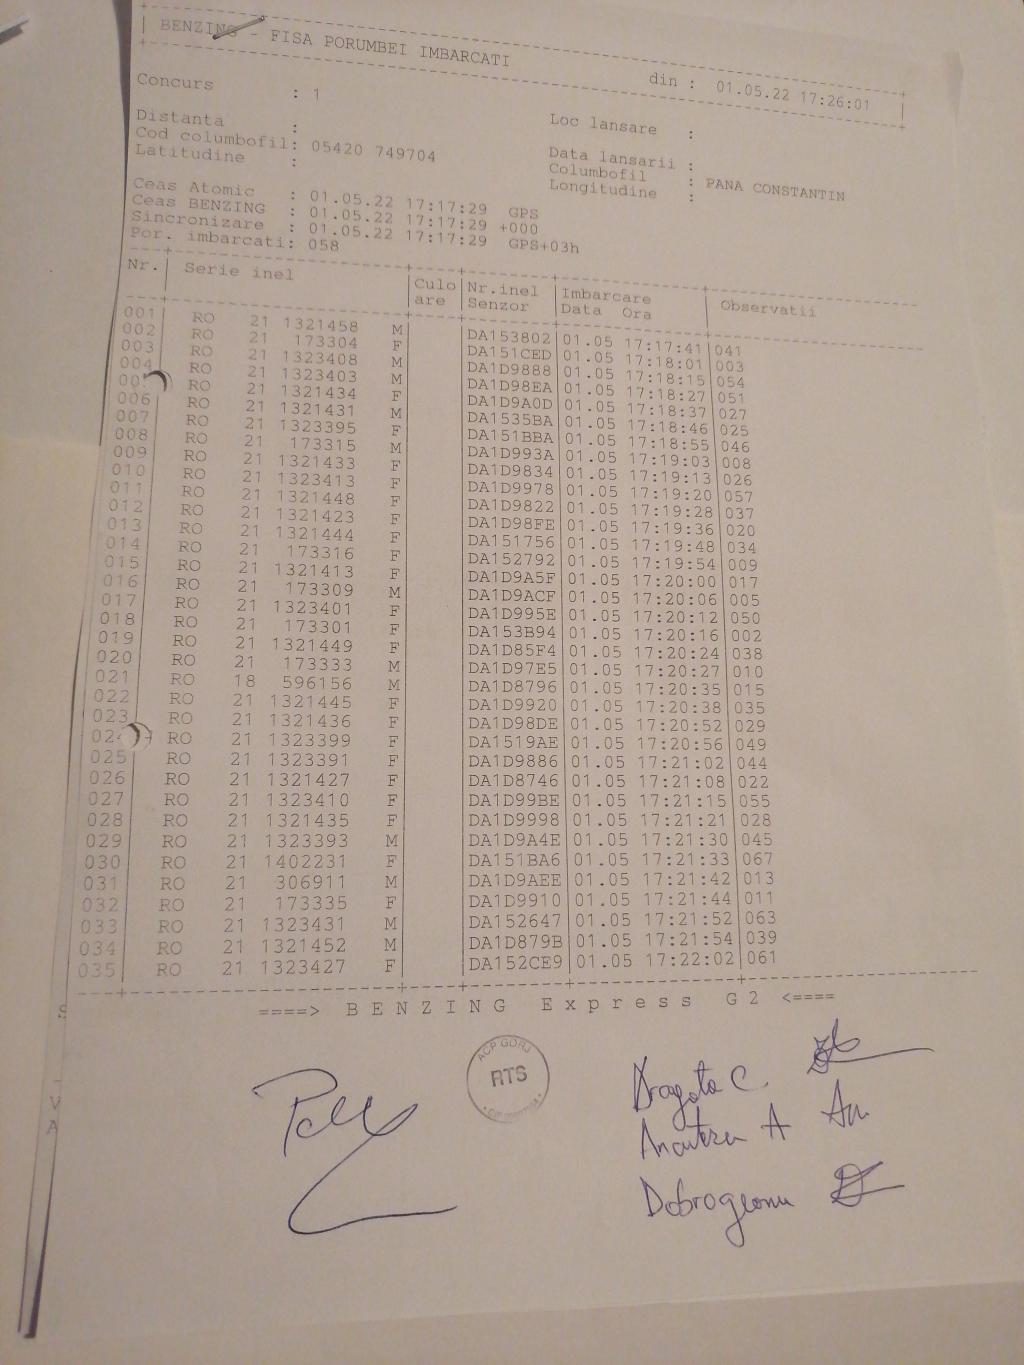 BENZING - FISA PORUMBEI IMBARCATI din : 01.05.22 17:26:01
Concurs : 1 Loc lansare :
Distanta : Data lansarii :
Cod columbofil: 05420 749704 Columbofil : PANA CONSTANTIN
Latitudine : Longitudine :
Ceas Atomic : 01.05.22 17:17:29 GPS
Ceas BENZING : 01.05.22 17:17:29 +000
Sincronizare : 01.05.22 17:17:29 GPS+03h
Por. imbarcati: 058
Nr. Serie inel Culo Nr.inel Imbarcare Observatii
are Senzor Data Ora
001 RO 21 1321458 M DA153802 01.05 17:17:41 041
002 RO 21 173304 F DA151CED 01.05 17:18:01 003
003 RO 21 1323408 M DA1D9888 01.05 17:18:15 054
004 RO 21 1323403 M DA1D98EA 01.05 17:18:27 051
00 RO 21 1321434 F DA1D9A0D 01.05 17:18:37 027
006 RO 21 1321431 M DA1535BA 01.05 17:18:46 025
007 RO 21 1323395 F DA151BBA 01.05 17:18:55 046
008 RO 21 173315 M DA1D993A 01.05 17:19:03 008
009 RO 21 1321433 F DA1D9834 01.05 17:19:13 026
010 RO 21 1323413 F DA1D9978 01.05 17:19:20 057
011 RO 21 1321448 F DA1D9822 01.05 17:19:28 037
012 RO 21 1321423 F DA1D98FE 01.05 17:19:36 020
013 RO 21 1321444 F DA151756 01.05 17:19:48 034
014 RO 21 173316 F DA152792 01.05 17:19:54 009
015 RO 21 1321413 F DA1D9A5F 01.05 17:20:00 017
016 RO 21 173309 M DA1D9ACF 01.05 17:20:06 005
017 RO 21 1323401 F DA1D995E 01.05 17:20:12 050
018 RO 21 173301 F DA153B94 01.05 17:20:16 002
019 RO 21 1321449 F DA1D85F4 01.05 17:20:24 038
020 RO 21 173333 M DA1D97E5 01.05 17:20:27 010
021 RO 18 596156 M DA1D8796 01.05 17:20:35 015
022 RO 21 1321445 F DA1D9920 01.05 17:20:38 035
023 RO 21 1321436 F DA1D98DE 01.05 17:20:52 029
02 RO 21 1323399 F DA1519AE 01.05 17:20:56 049
025 RO 21 1323391 F DA1D9886 01.05 17:21:02 044
026 RO 21 1321427 F DA1D8746 01.05 17:21:08 022
027 RO 21 1323410 F DA1D99BE 01.05 17:21:15 055
028 RO 21 1321435 F DA1D9998 01.05 17:21:21 028
029 RO 21 1323393 M DA1D9A4E 01.05 17:21:30 045
030 RO 21 1402231 F DA151BA6 01.05 17:21:33 067
031 RO 21 306911 M DA1D9AEE 01.05 17:21:42 013
032 RO 21 173335 F DA1D9910 01.05 17:21:44 011
033 RO 21 1323431 M DA152647 01.05 17:21:52 063
034 RO 21 1321452 M DA1D879B 01.05 17:21:54 039
035 RO 21 1323427 F DA152CE9 01.05 17:22:02 061
====> BENZING Express G2 <====
ACP GORJ
RTS
Dragota C.
A
Dobrogeanu